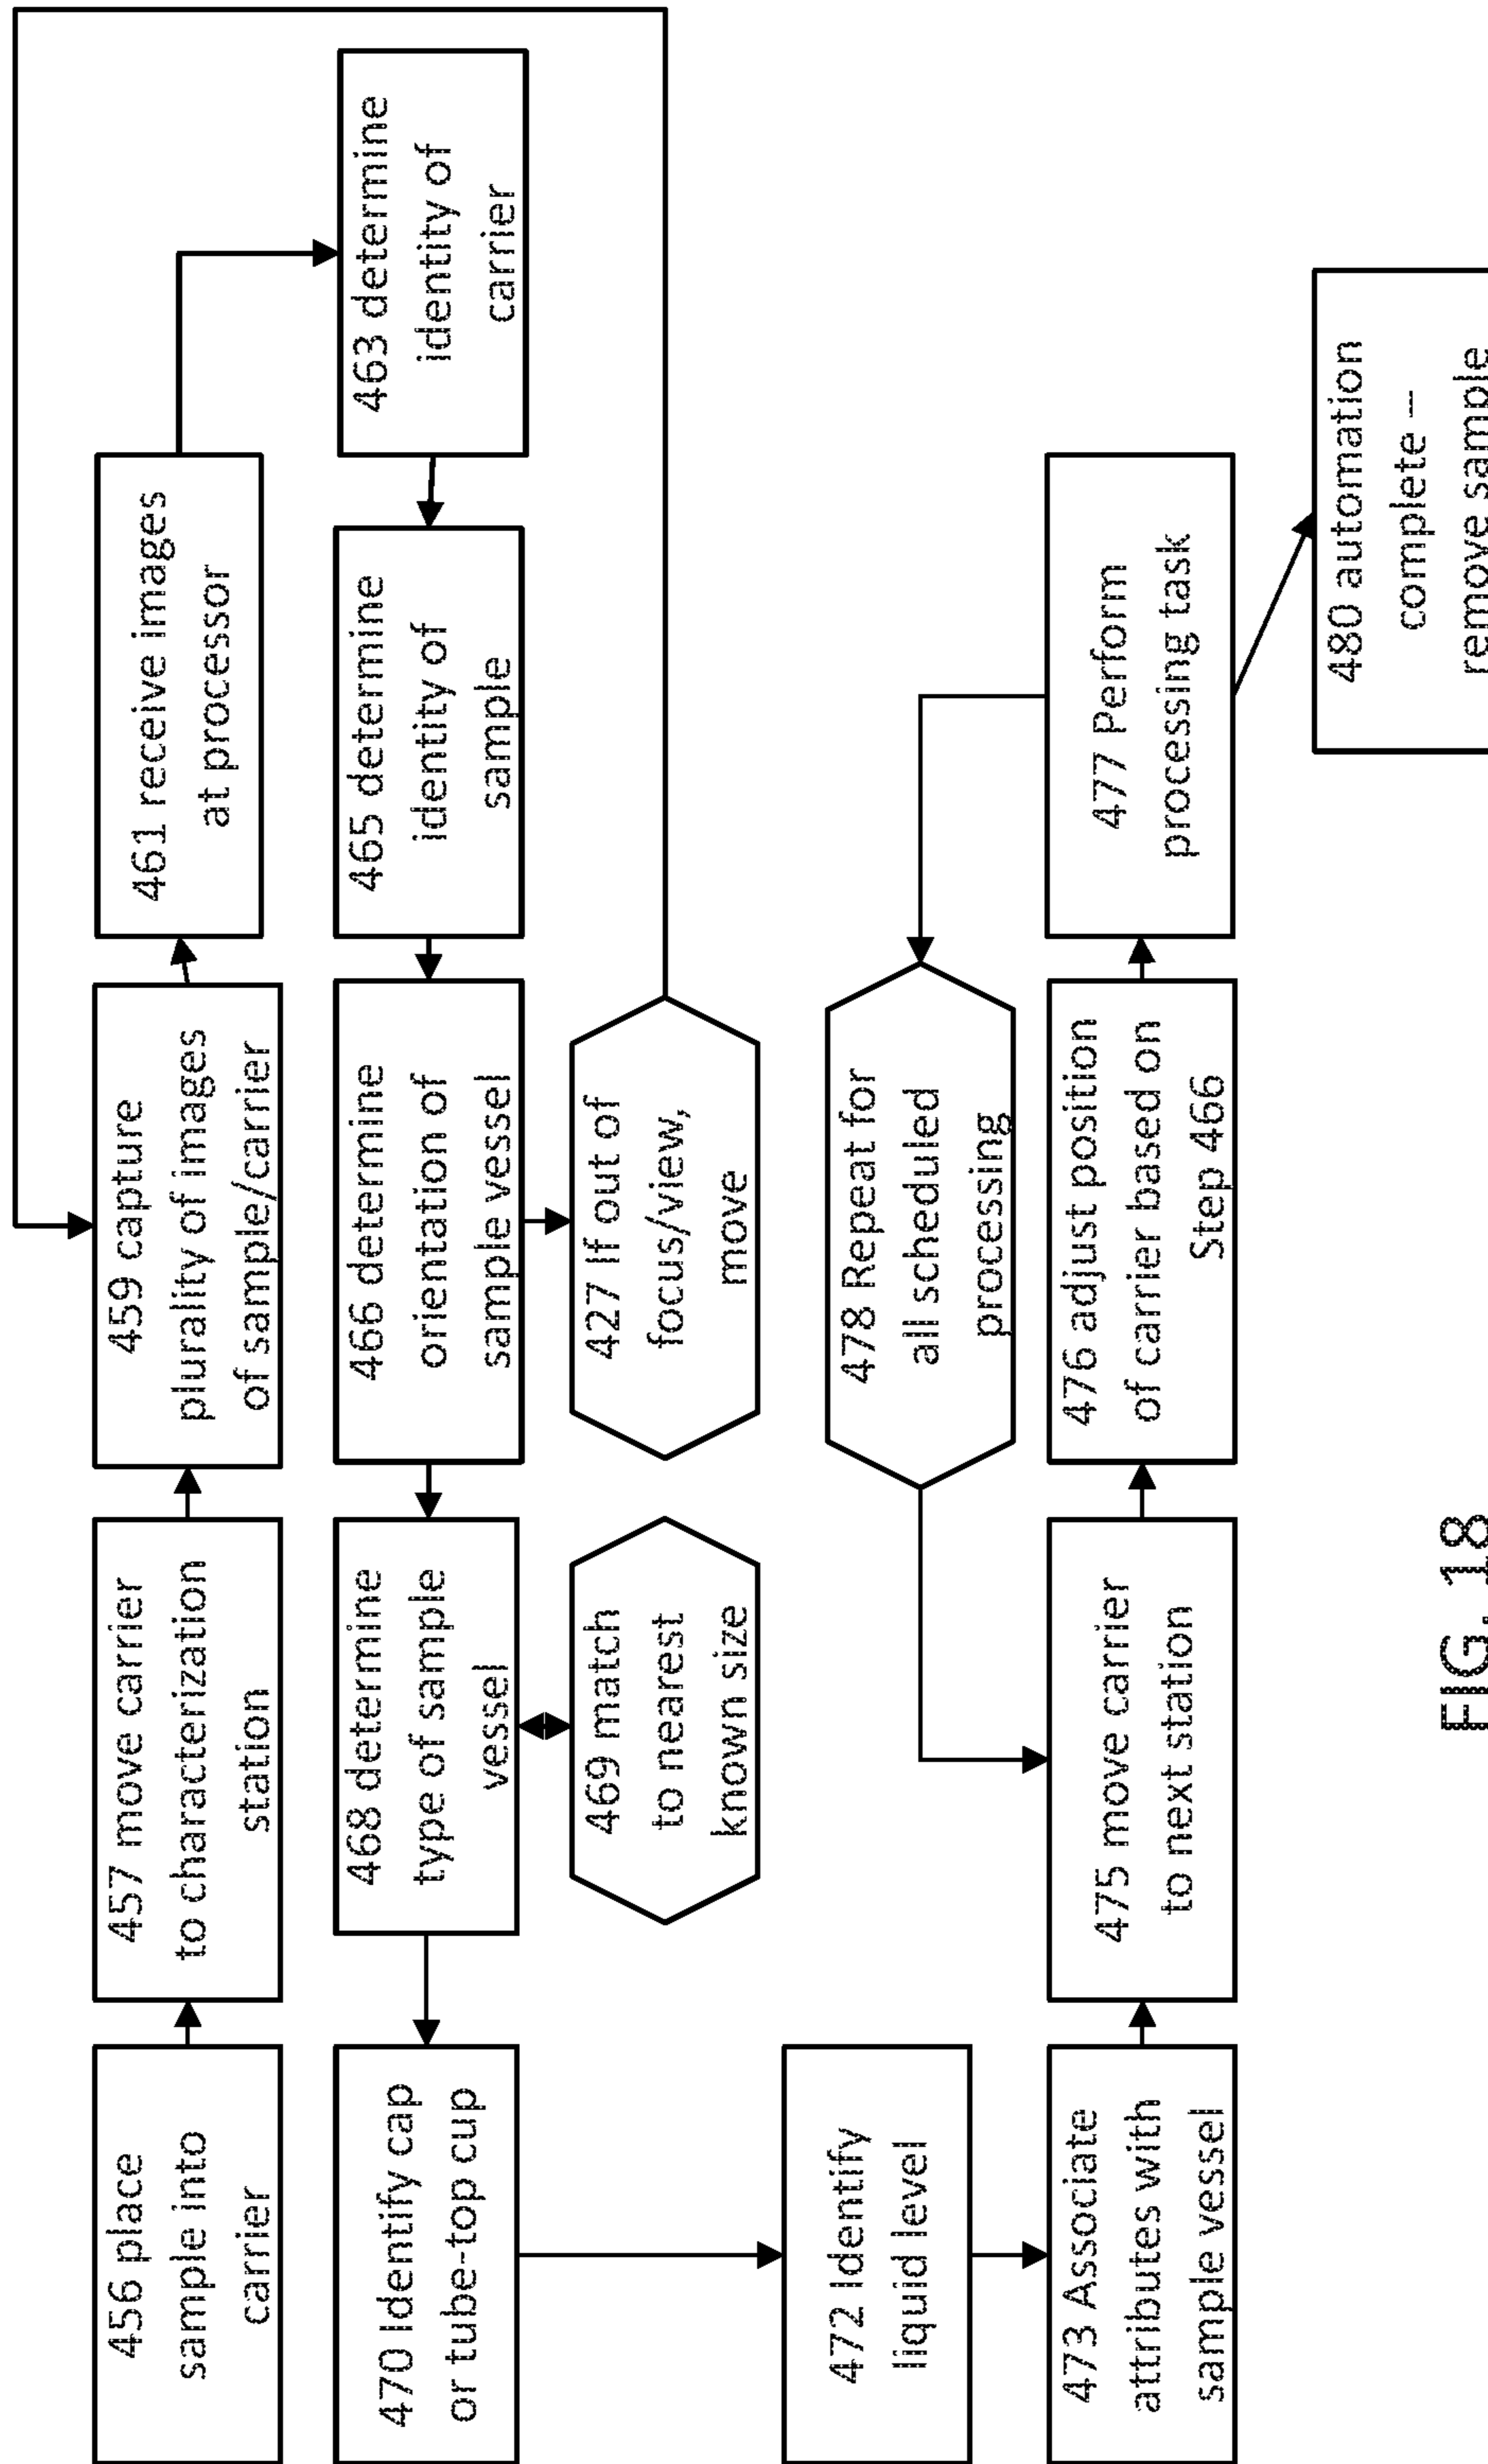 456 place
sample into
carrier
457 move carrier
to characterization
station
459 capture
plurality of images
of sample/carrier
461 receive images
at processor
463 determine
identity of
carrier
465 determine
identity of
sample
466 determine
orientation of
sample vessel
427 If out of
focus/view,
move
468 determine
type of sample
vessel
469 match
to nearest
known size
470 Identify cap
or tube-top cup
472 Identify
liquid level
473 Associate
attributes with
sample vessel
475 move carrier
to next station
476 adjust position
of carrier based on
Step 466
477 Perform
processing task
478 Repeat for
all scheduled
processing
480 automation
complete –
remove sample
FIG. 18